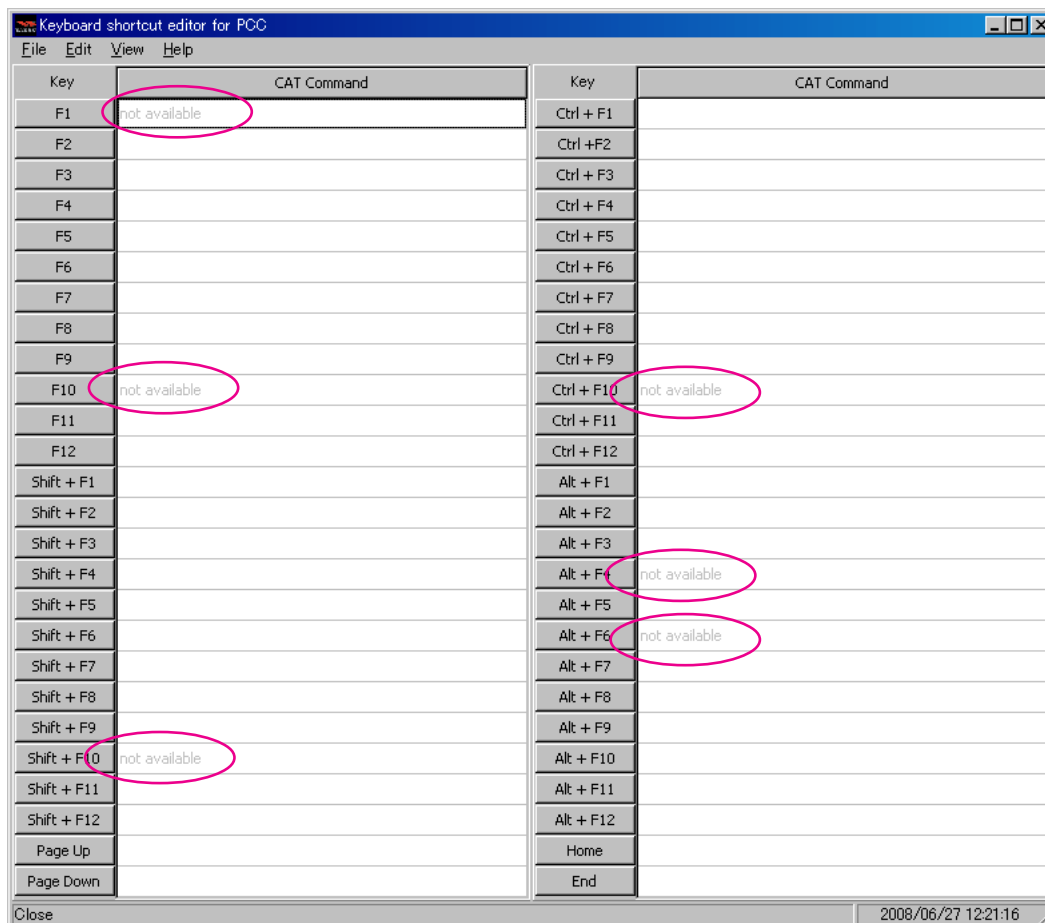 Keyboard shortcut editor for PCC
File Edit View Help
Key CAT Command Key CAT Command
F1 not available Ctrl + F1
F2 Ctrl +F2
F3 Ctrl + F3
F4 Ctrl + F4
F5 Ctrl + F5
F6 Ctrl + F6
F7 Ctrl + F7
F8 Ctrl + F8
F9 Ctrl + F9
F10 not available Ctrl + F10 not available
F11 Ctrl + F11
F12 Ctrl + F12
Shift + F1 Alt + F1
Shift + F2 Alt + F2
Shift + F3 Alt + F3
Shift + F4 Alt + F4 not available
Shift + F5 Alt + F5
Shift + F6 Alt + F6 not available
Shift + F7 Alt + F7
Shift + F8 Alt + F8
Shift + F9 Alt + F9
Shift + F10 not available Alt + F10
Shift + F11 Alt + F11
Shift + F12 Alt + F12
Page Up Home
Page Down End
Close 2008/06/27 12:21:16